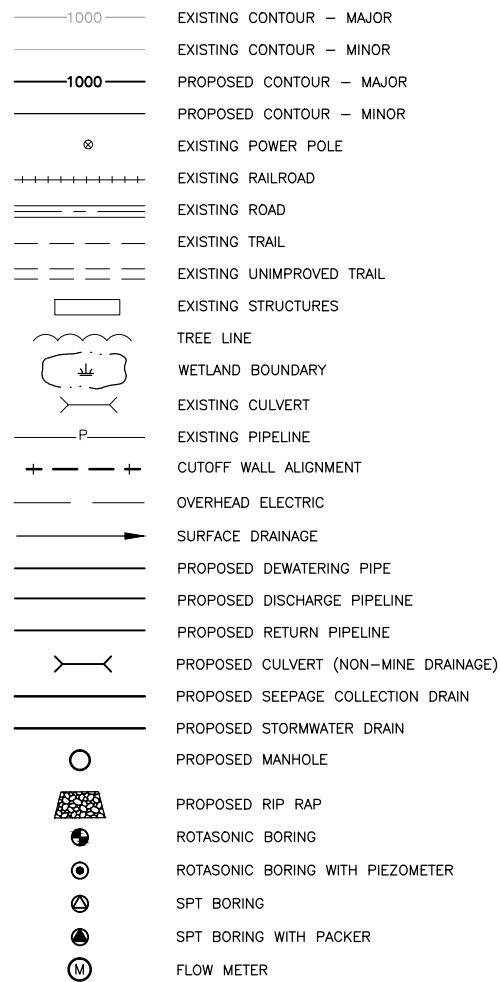 1000 EXISTING CONTOUR – MAJOR
EXISTING CONTOUR – MINOR
1000 PROPOSED CONTOUR – MAJOR
PROPOSED CONTOUR – MINOR
EXISTING POWER POLE
EXISTING RAILROAD
EXISTING ROAD
EXISTING TRAIL
EXISTING UNIMPROVED TRAIL
EXISTING STRUCTURES
TREE LINE
WETLAND BOUNDARY
EXISTING CULVERT
P EXISTING PIPELINE
CUTOFF WALL ALIGNMENT
OVERHEAD ELECTRIC
SURFACE DRAINAGE
PROPOSED DEWATERING PIPE
PROPOSED DISCHARGE PIPELINE
PROPOSED RETURN PIPELINE
PROPOSED CULVERT (NON–MINE DRAINAGE)
PROPOSED SEEPAGE COLLECTION DRAIN
PROPOSED STORMWATER DRAIN
PROPOSED MANHOLE
PROPOSED RIP RAP
ROTASONIC BORING
ROTASONIC BORING WITH PIEZOMETER
SPT BORING
SPT BORING WITH PACKER
M FLOW METER